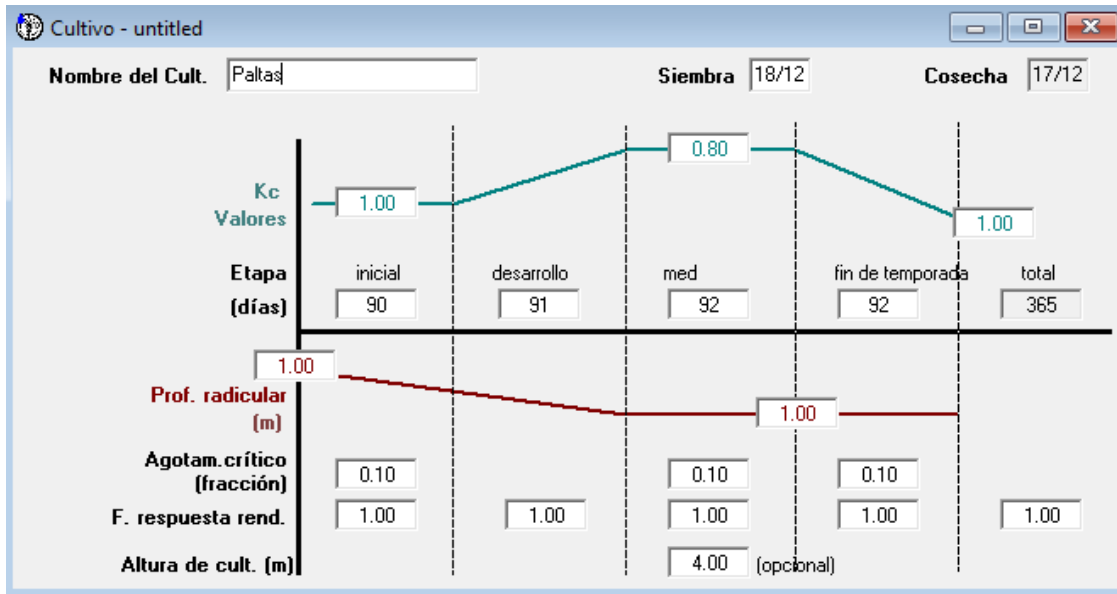 Cultivo - untitled
Nombre del Cult. Paltas Siembra 18/12 Cosecha 17/12
0.80
Kc 1.00
Valores 1.00
Etapa inicial desarrollo med fin de temporada total
(días) 90 91 92 92 365
1.00
Prof. radicular 1.00
(m)
Agotam.crítico
(fracción) 0.10 0.10 0.10
F. respuesta rend. 1.00 1.00 1.00 1.00 1.00
Altura de cult. (m) 4.00 (opcional)